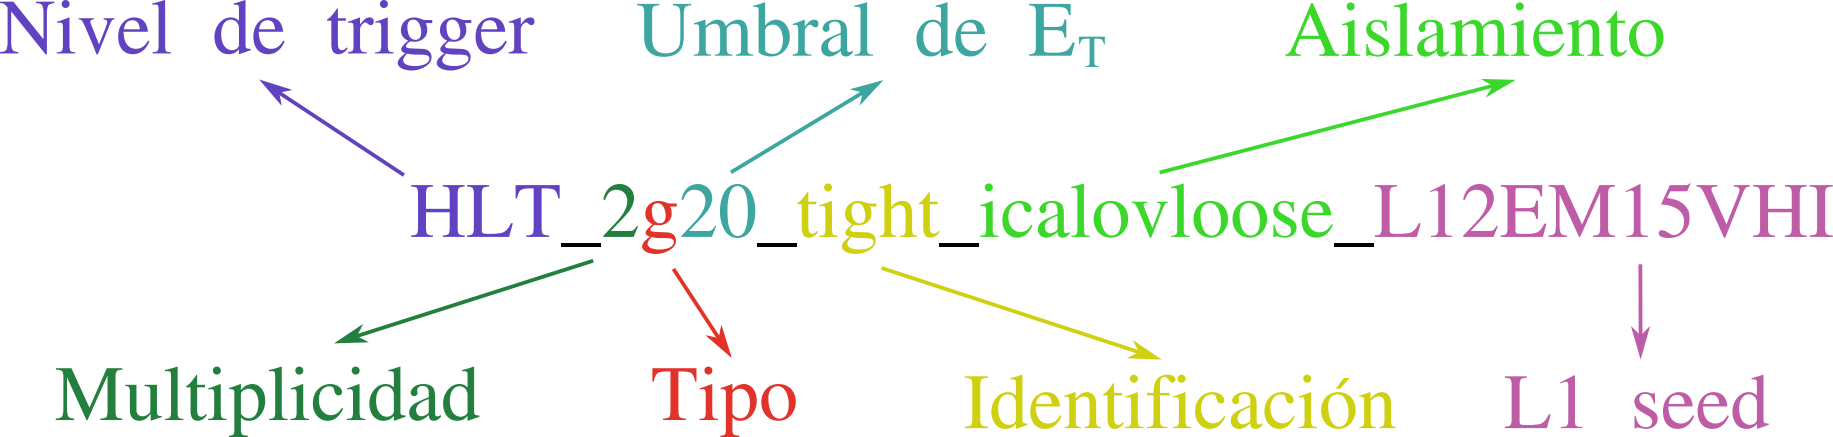 Nivel de trigger Umbral de E_T Aislamiento
HLT_2g20_tight_icalovloose_L12EM15VHI
Multiplicidad Tipo Identificación L1 seed